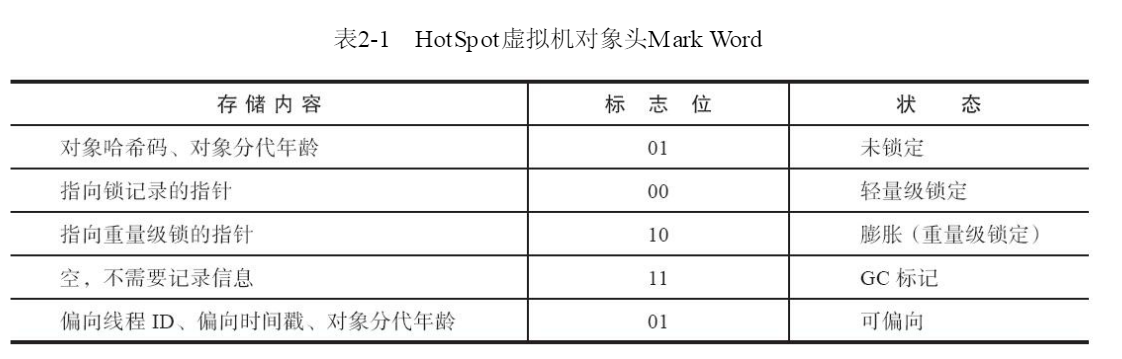 表2-1 HotSpot虚拟机对象头Mark Word
存储内容 标志位 状态
对象哈希码、对象分代年龄 01 未锁定
指向锁记录的指针 00 轻量级锁定
指向重量级锁的指针 10 膨胀（重量级锁定）
空，不需要记录信息 11 GC 标记
偏向线程 ID、偏向时间戳、对象分代年龄 01 可偏向